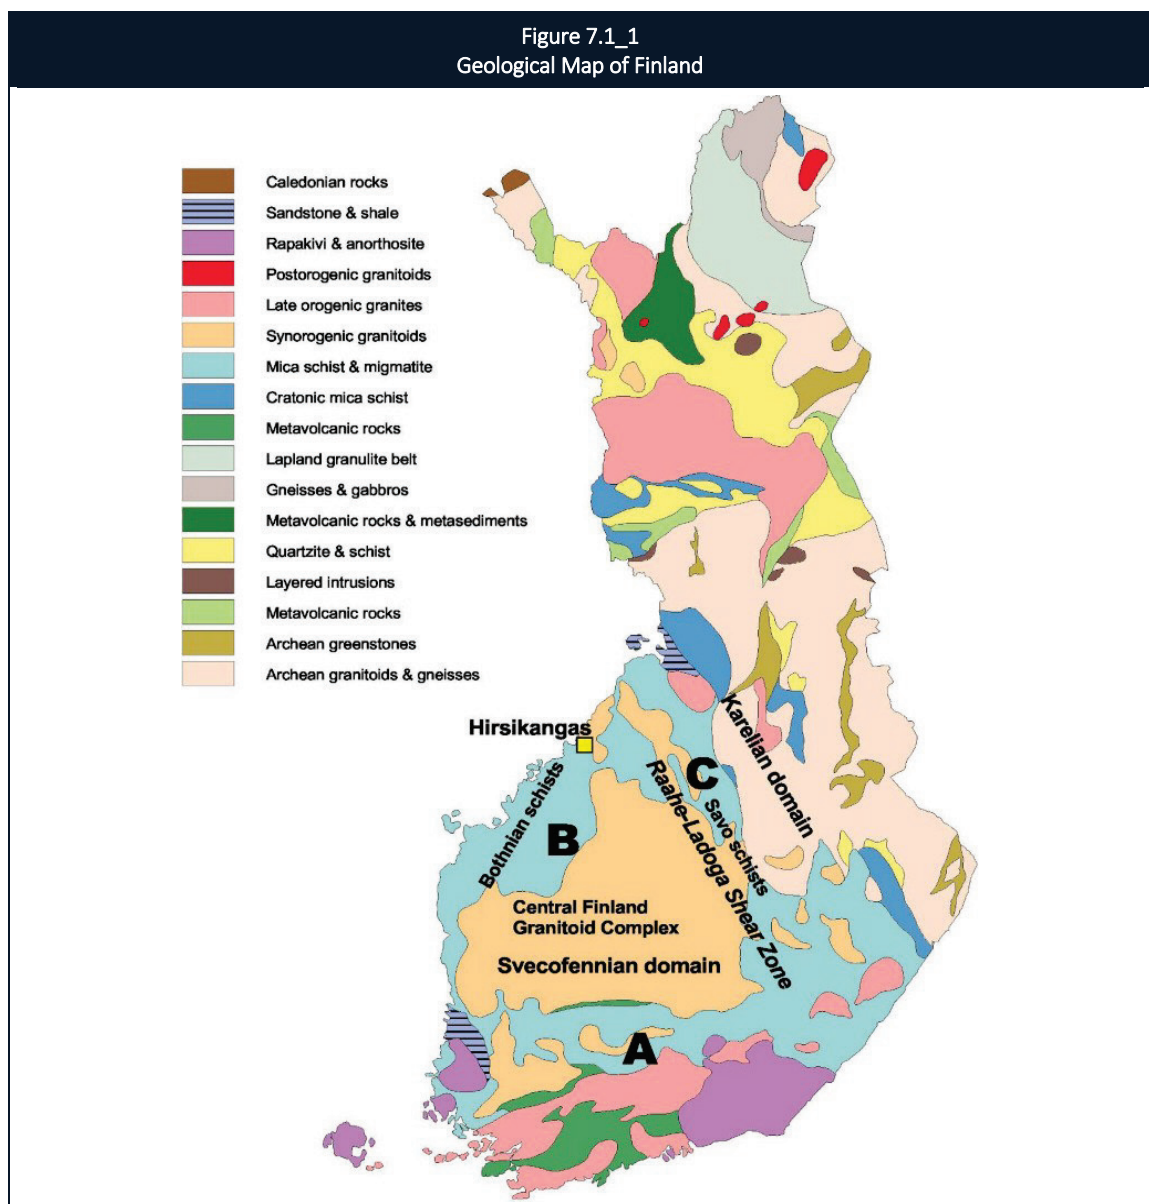 Figure 7.1_1
Geological Map of Finland
Caledonian rocks
Sandstone & shale
Rapakivi & anorthosite
Postorogenic granitoids
Late orogenic granites
Synorogenic granitoids
Mica schist & migmatite
Cratonic mica schist
Metavolcanic rocks
Lapland granulite belt
Gneisses & gabbros
Metavolcanic rocks & metasediments
Quartzite & schist
Layered intrusions
Metavolcanic rocks
Archean greenstones
Archean granitoids & gneisses
Hirsikangas
Karelian domain
C
Savo schists
Raahe-Ladoga Shear Zone
Bothnian schists
B
Central Finland
Granitoid Complex
Svecofennian domain
A